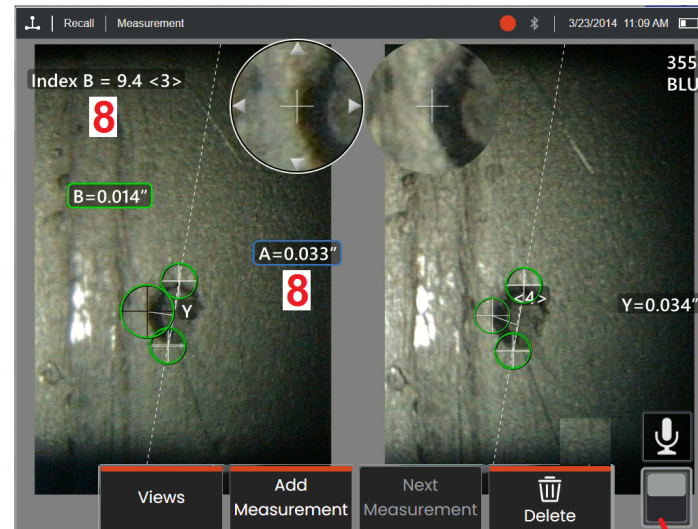 Recall | Measurement
3/23/2014 11:09 AM
355
BLU
Index B = 9.4 <3>
8
B=0.014"
A=0.033"
8
Y
<4>
Y=0.034"
Views
Add
Measurement
Next
Measurement
Delete